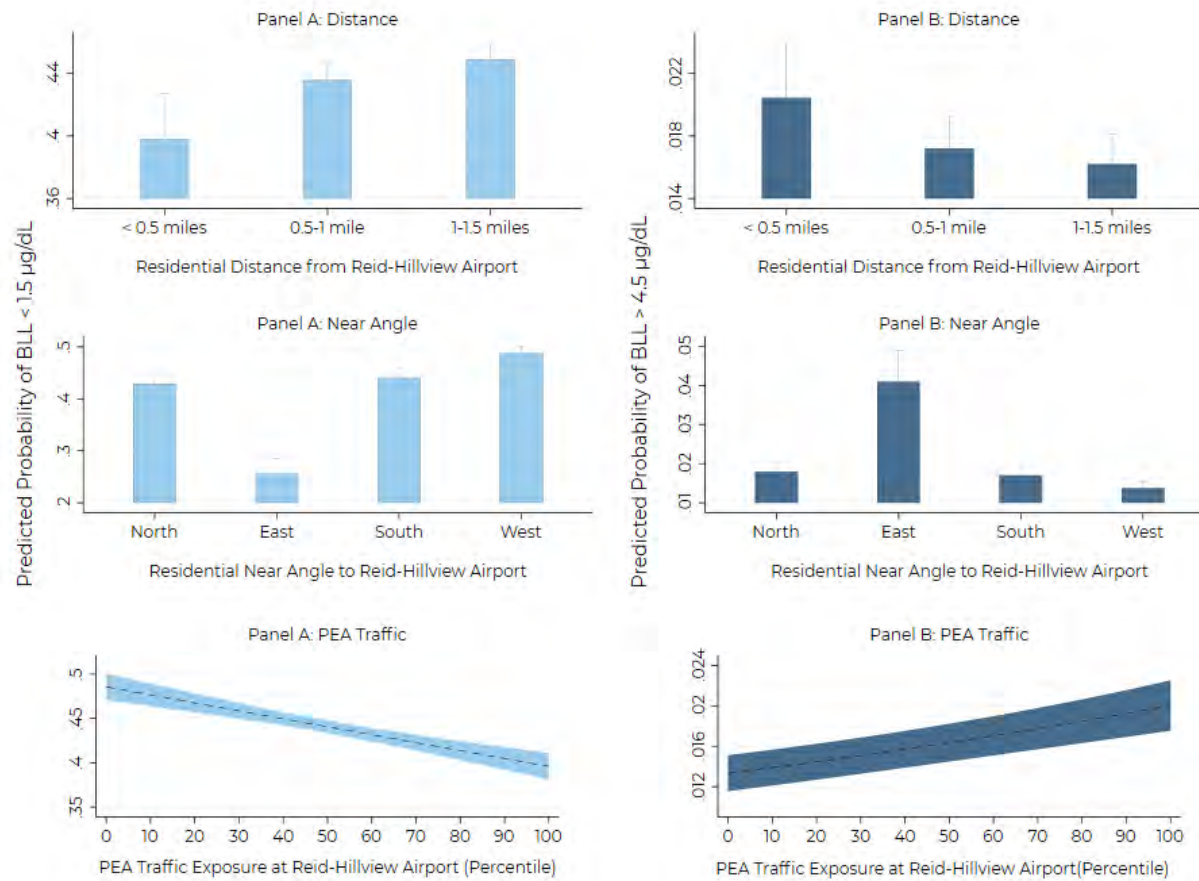 Panel A: Distance
.44
.4
.36
< 0.5 miles 0.5-1 mile 1-1.5 miles
Residential Distance from Reid-Hillview Airport
Panel B: Distance
.022
.018
.014
< 0.5 miles 0.5-1 mile 1-1.5 miles
Residential Distance from Reid-Hillview Airport
Predicted Probability of BLL < 1.5 µg/dL
Predicted Probability of BLL > 4.5 µg/dL
Panel A: Near Angle
.5
.4
.3
.2
North East South West
Residential Near Angle to Reid-Hillview Airport
Panel B: Near Angle
.05
.04
.03
.02
.01
North East South West
Residential Near Angle to Reid-Hillview Airport
Panel A: PEA Traffic
.5
.45
.4
.35
0 10 20 30 40 50 60 70 80 90 100
PEA Traffic Exposure at Reid-Hillview Airport (Percentile)
Panel B: PEA Traffic
.024
.02
.016
.012
0 10 20 30 40 50 60 70 80 90 100
PEA Traffic Exposure at Reid-Hillview Airport(Percentile)